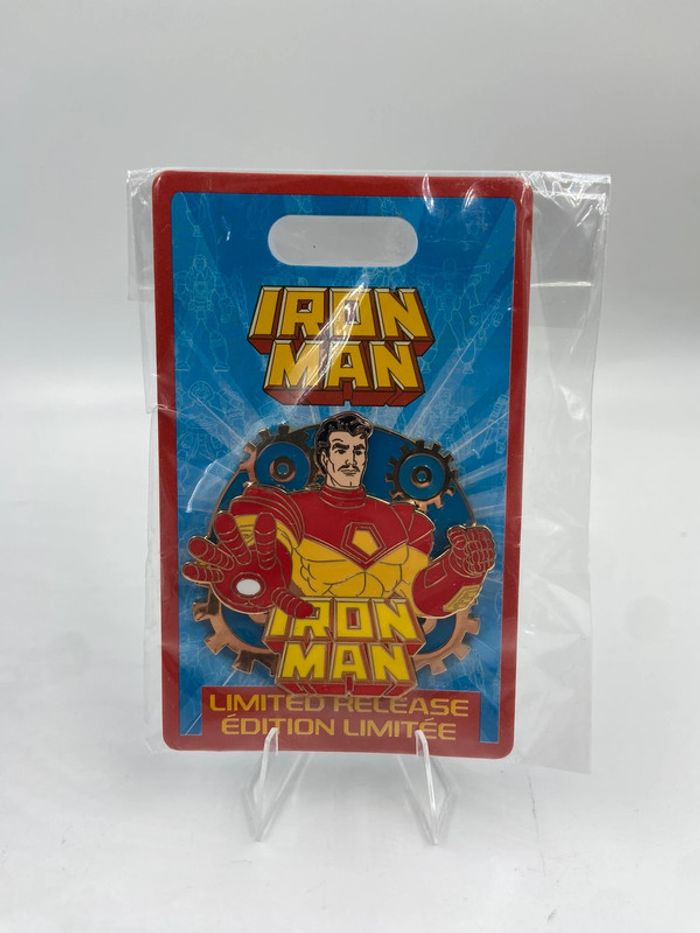 IRON
MAN
IRON
MAN
LIMITED RELEASE
ÉDITION LIMITÉE